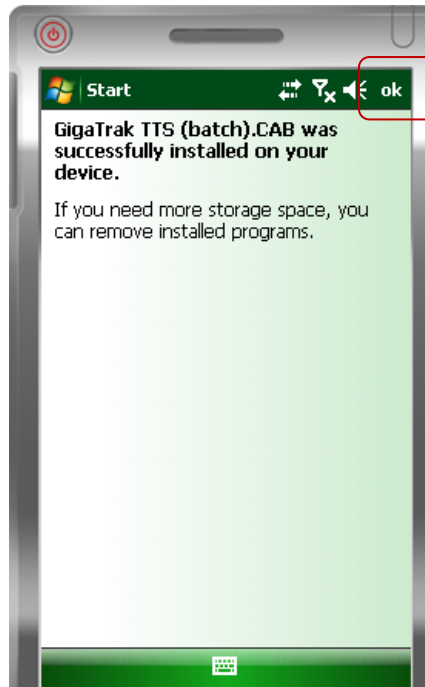 Start ok
GigaTrak TTS (batch).CAB was
successfully installed on your
device.
If you need more storage space, you
can remove installed programs.